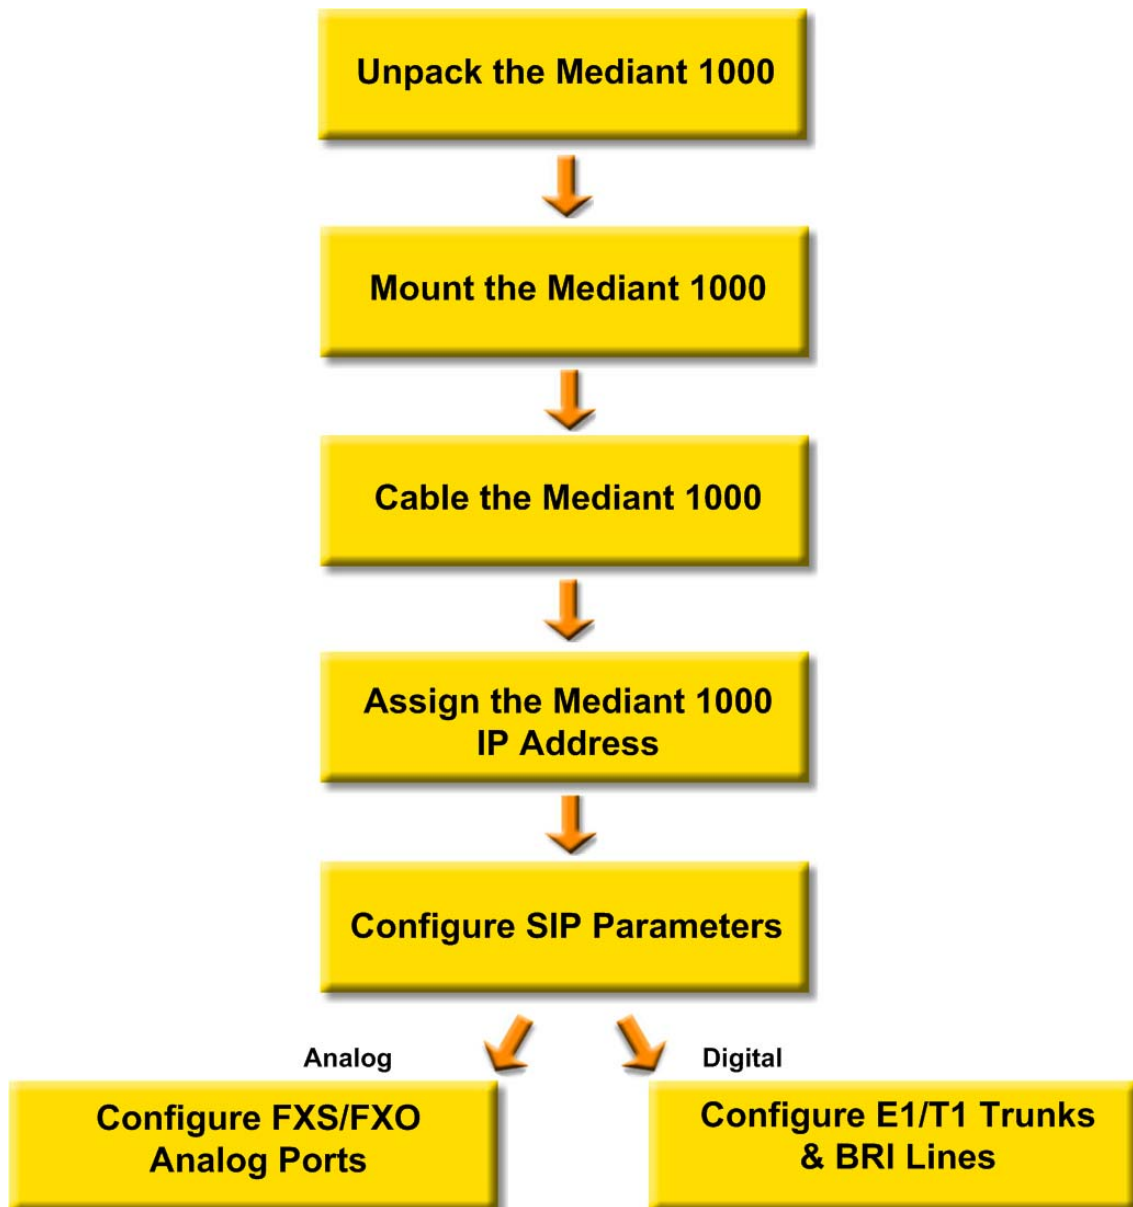 Unpack the Mediant 1000
Mount the Mediant 1000
Cable the Mediant 1000
Assign the Mediant 1000
IP Address
Configure SIP Parameters
Analog
Digital
Configure FXS/FXO
Analog Ports
Configure E1/T1 Trunks
& BRI Lines